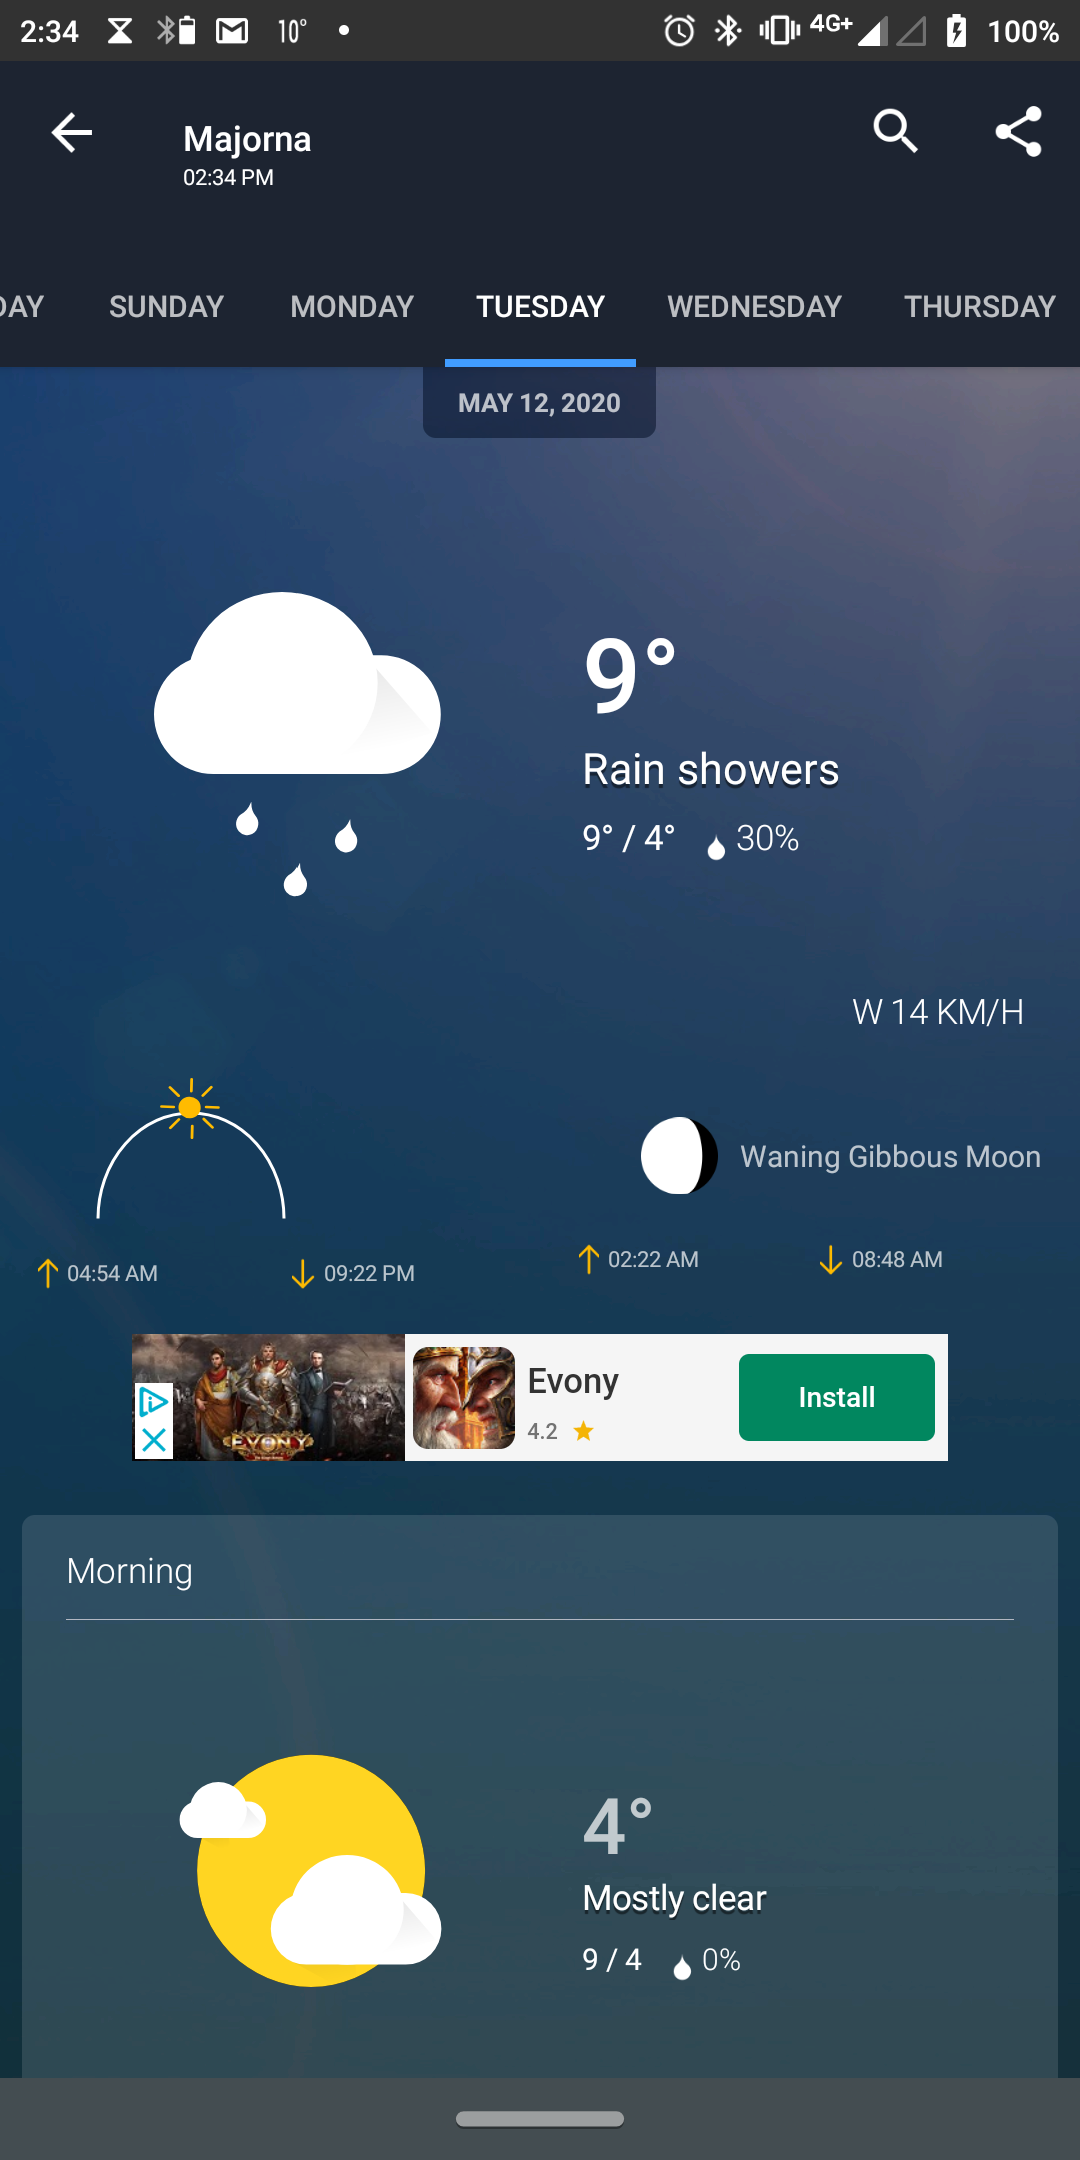 2:34 10° 4G+ 100%
Majorna
02:34 PM
DAY SUNDAY MONDAY TUESDAY WEDNESDAY THURSDAY
MAY 12, 2020
9°
Rain showers
9° / 4° 30%
W 14 KM/H
Waning Gibbous Moon
04:54 AM 09:22 PM 02:22 AM 08:48 AM
EVONY
Evony
4.2
Install
Morning
4°
Mostly clear
9 / 4 0%